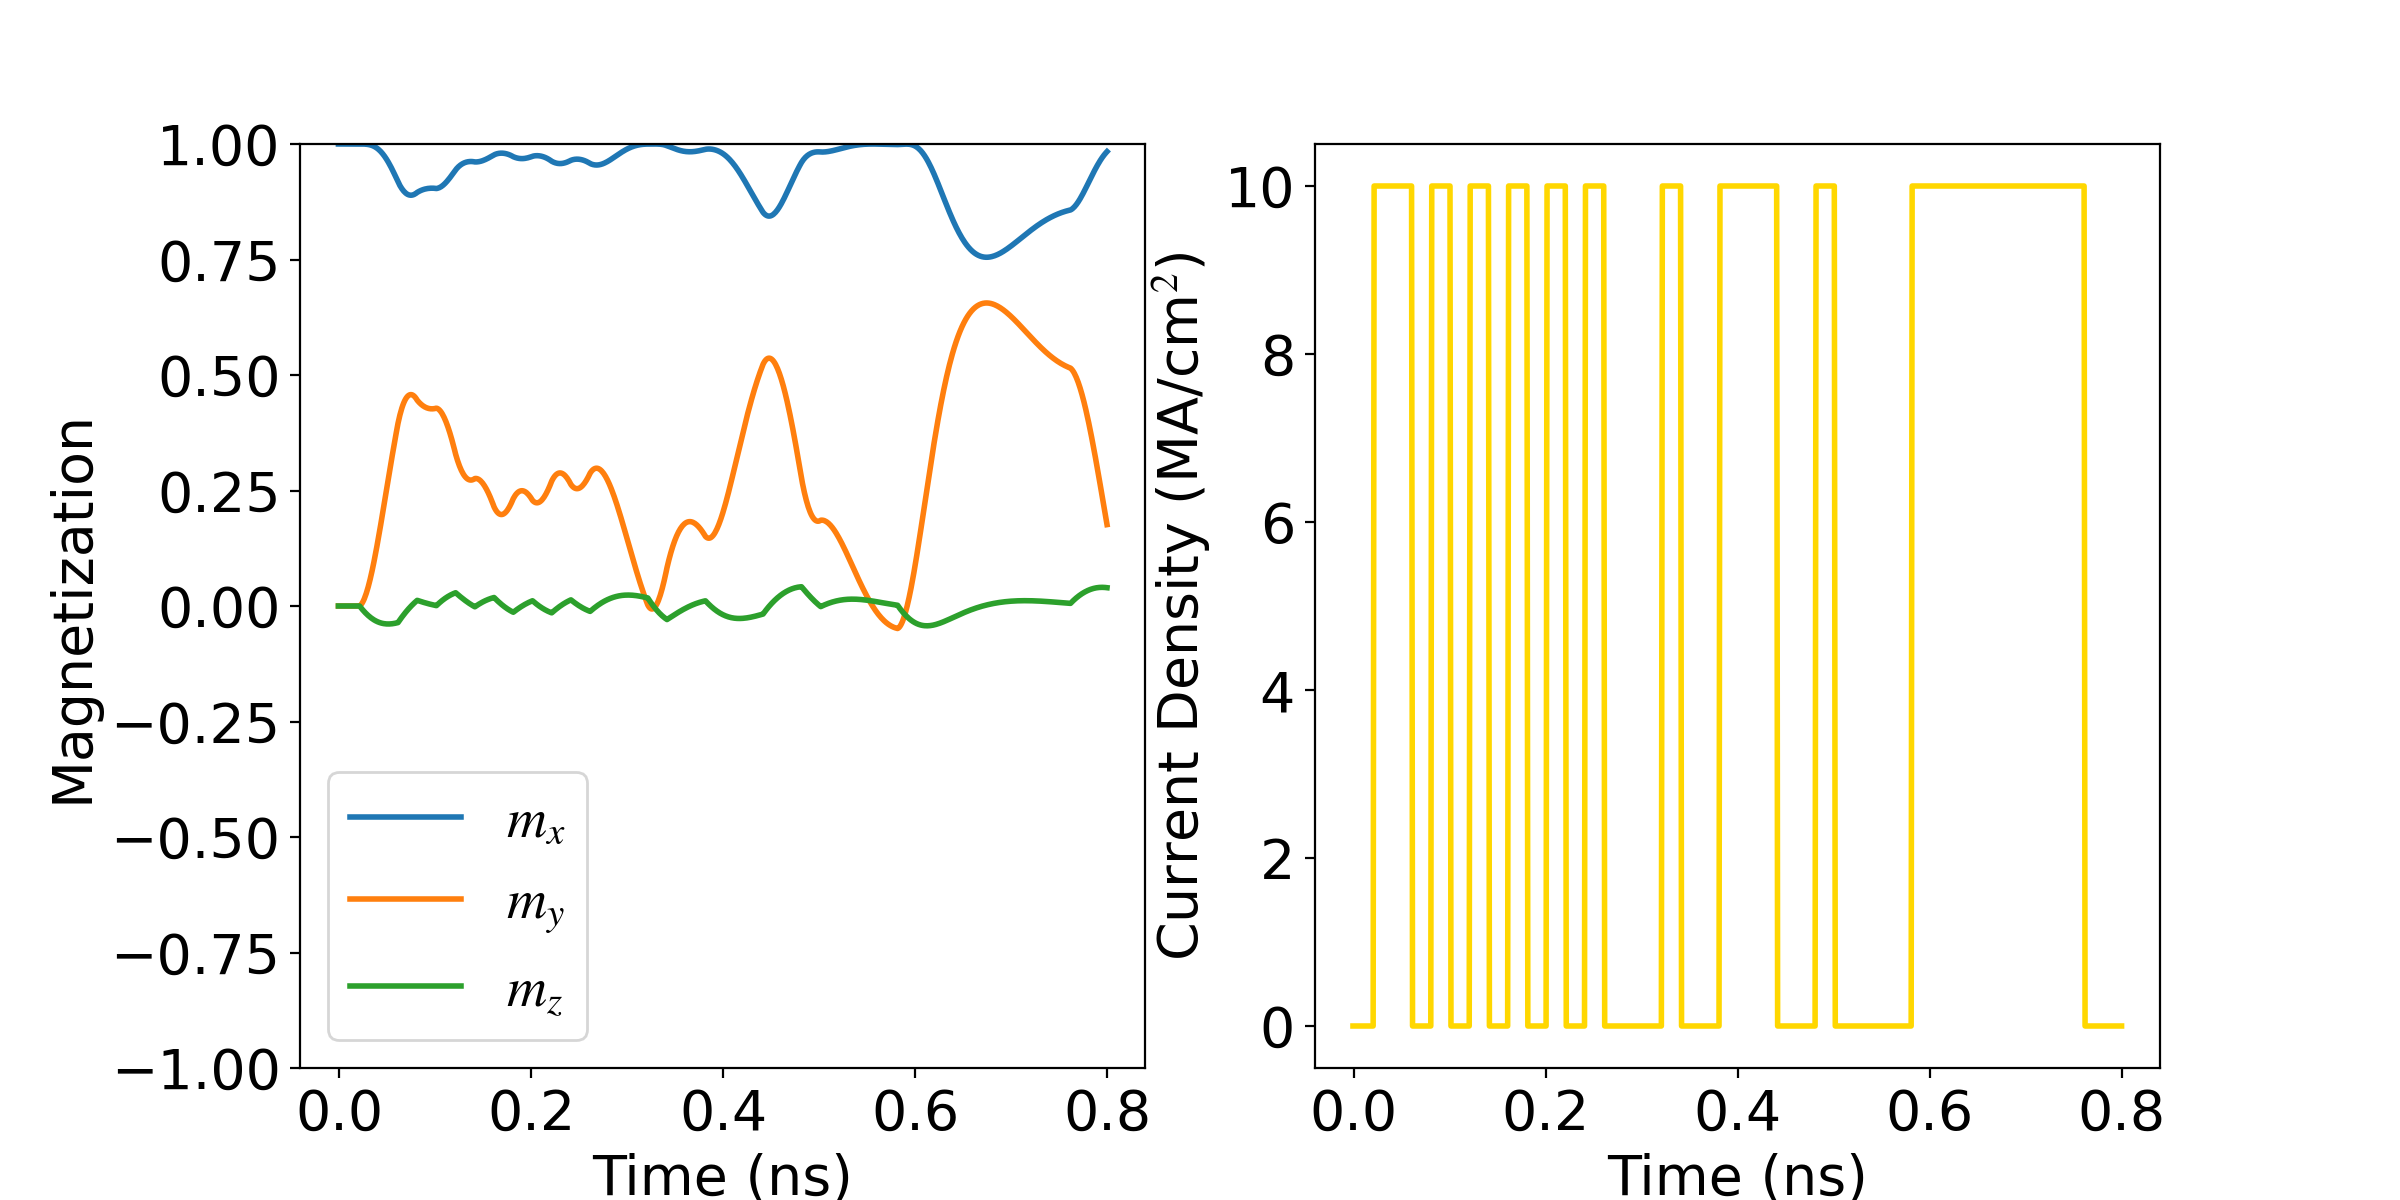 1.00
0.75
0.50
0.25
0.00
−0.25
−0.50
−0.75
−1.00
Magnetization
0.0 0.2 0.4 0.6 0.8
Time (ns)
m_x
m_y
m_z
10
8
6
4
2
0
Current Density (MA/cm²)
0.0 0.2 0.4 0.6 0.8
Time (ns)